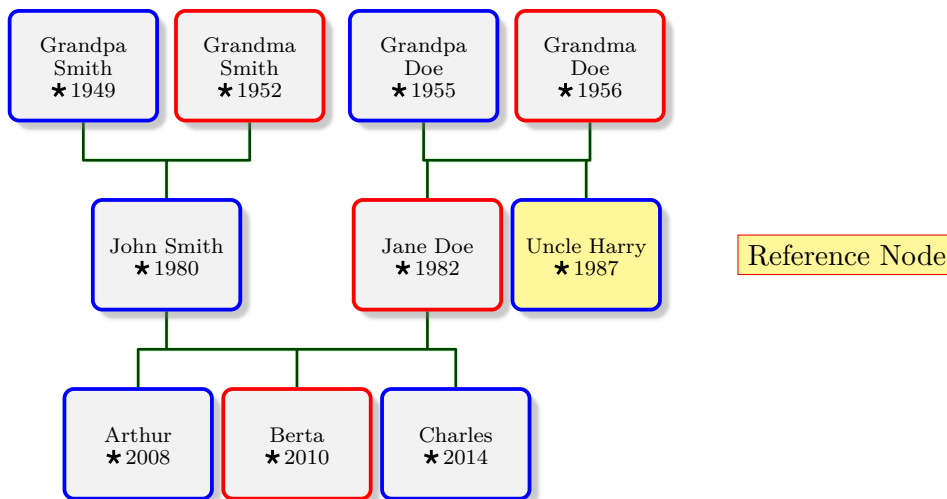 Grandpa
Smith
★1949
Grandma
Smith
★1952
Grandpa
Doe
★1955
Grandma
Doe
★1956
John Smith
★1980
Jane Doe
★1982
Uncle Harry
★1987
Reference Node
Arthur
★2008
Berta
★2010
Charles
★2014